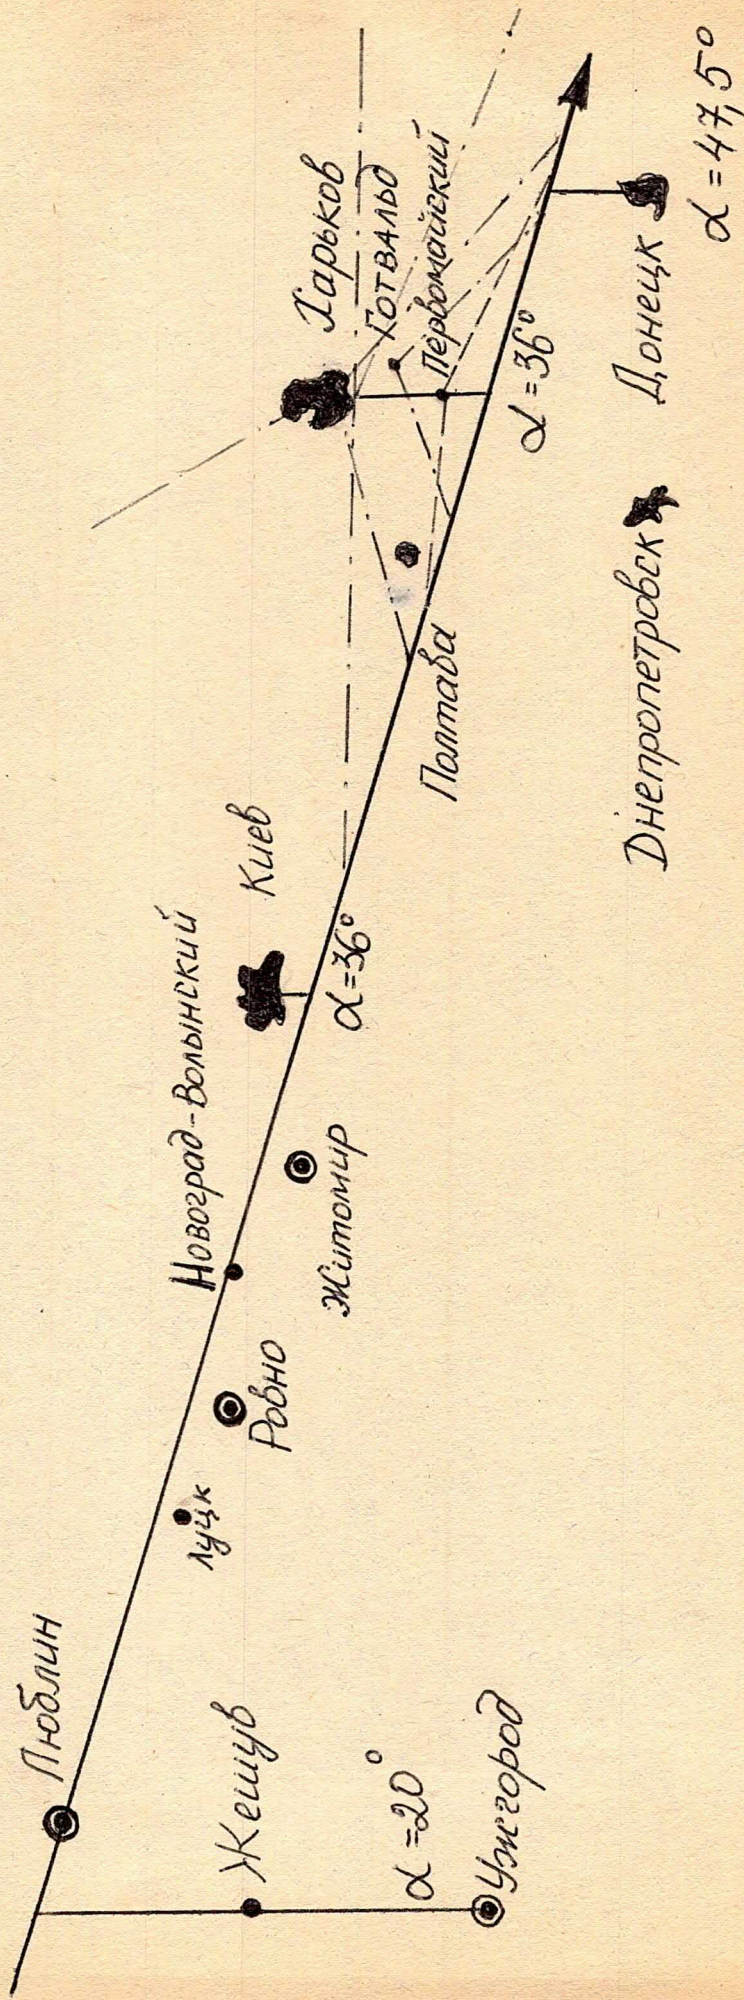 Люблин
Жешув
α=20°
Ужгород
Луцк
Ровно
Новоград-Волынский
Житомир
Киев
α=36°
Полтава
Харьков
Готвальд
Первомайский
α=36°
Днепропетровск
Донецк
α=47,5°